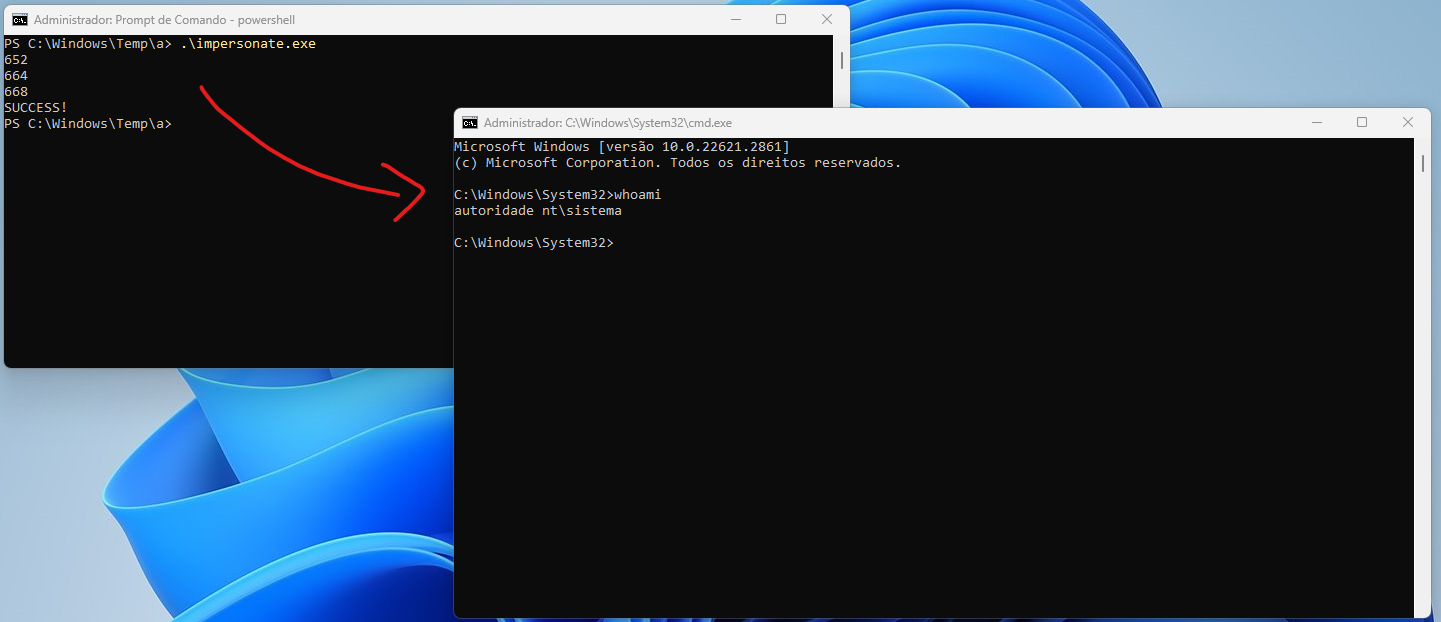 Administrador: Prompt de Comando - powershell
PS C:\Windows\Temp\a> .\impersonate.exe
652
664
668
SUCCESS!
PS C:\Windows\Temp\a>
Administrador: C:\Windows\System32\cmd.exe
Microsoft Windows [versão 10.0.22621.2861]
(c) Microsoft Corporation. Todos os direitos reservados.
C:\Windows\System32>whoami
autoridade nt\sistema
C:\Windows\System32>